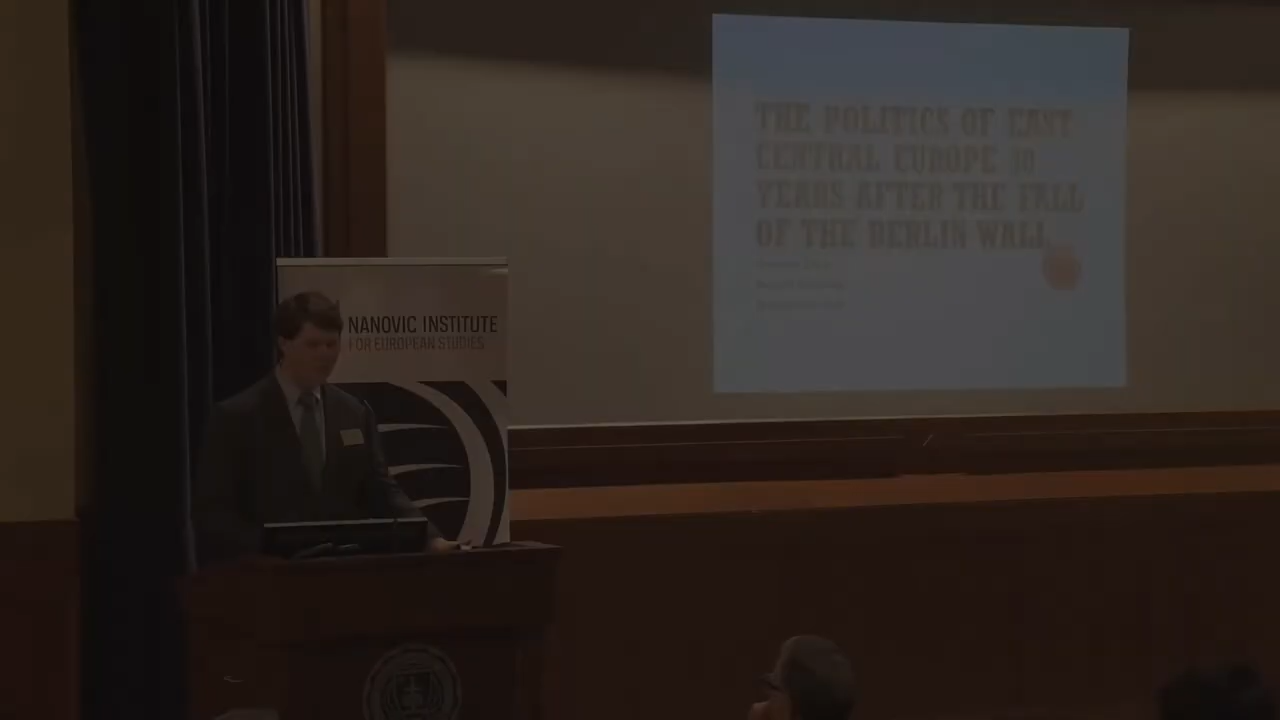 THE POLITICS OF EAST
CENTRAL EUROPE 30
YEARS AFTER THE FALL
OF THE BERLIN WALL
NANOVIC INSTITUTE
FOR EUROPEAN STUDIES